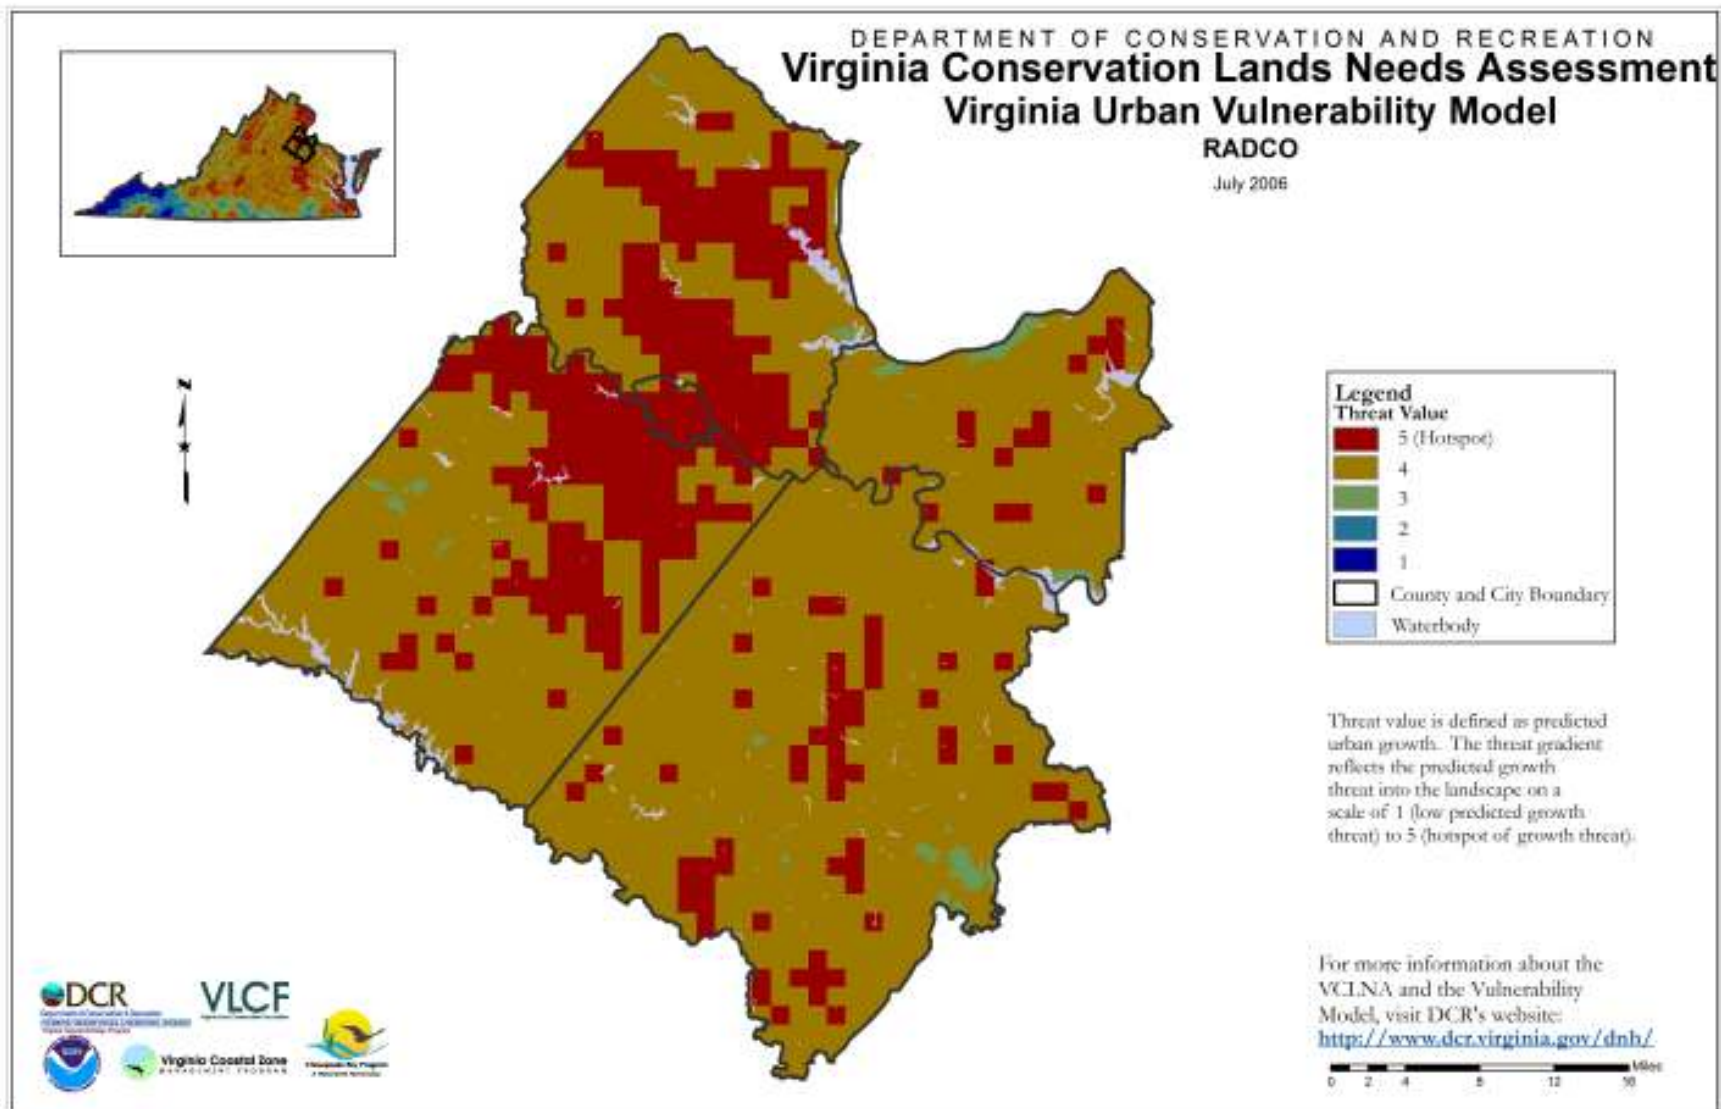 DEPARTMENT OF CONSERVATION AND RECREATION
Virginia Conservation Lands Needs Assessment
Virginia Urban Vulnerability Model
RADCO
July 2006
N
Legend
Threat Value
5 (Hotspot)
4
3
2
1
County and City Boundary
Waterbody
Threat value is defined as predicted
urban growth. The threat gradient
reflects the predicted growth
threat into the landscape on a
scale of 1 (low predicted growth
threat) to 5 (hotspot of growth threat).
For more information about the
VCLNA and the Vulnerability
Model, visit DCR's website:
http://www.dcr.virginia.gov/dnh/
Miles
0 2 4 8 12 16
DCR
VLCF
Virginia Coastal Zone
MANAGEMENT PROGRAM
Chesapeake Bay Program